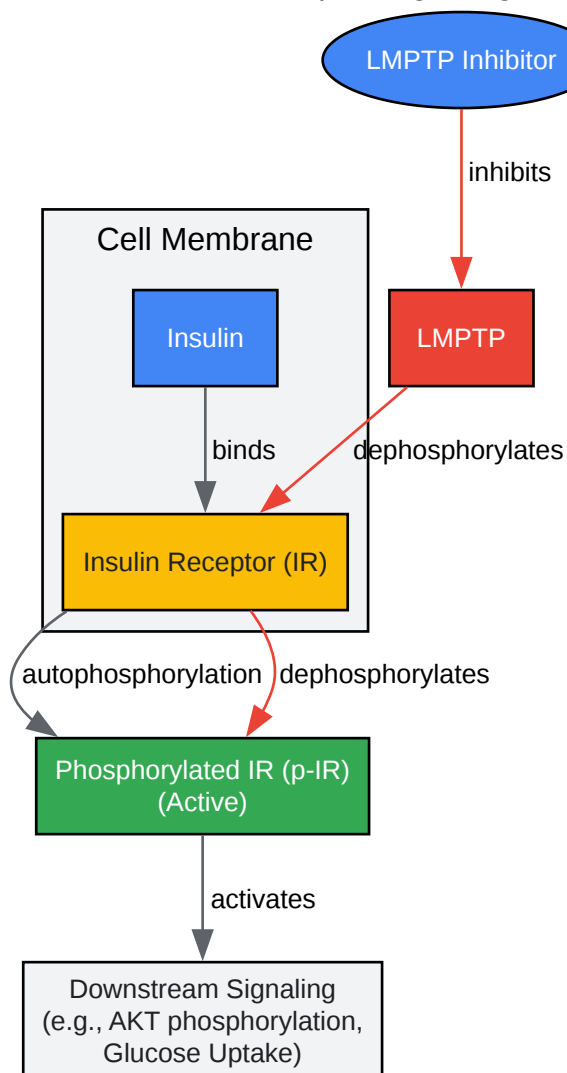 LMPTP Inhibitor
inhibits
Cell Membrane
Insulin
LMPTP
binds
dephosphorylates
Insulin Receptor (IR)
autophosphorylation
dephosphorylates
Phosphorylated IR (p-IR)
(Active)
activates
Downstream Signaling
(e.g., AKT phosphorylation,
Glucose Uptake)